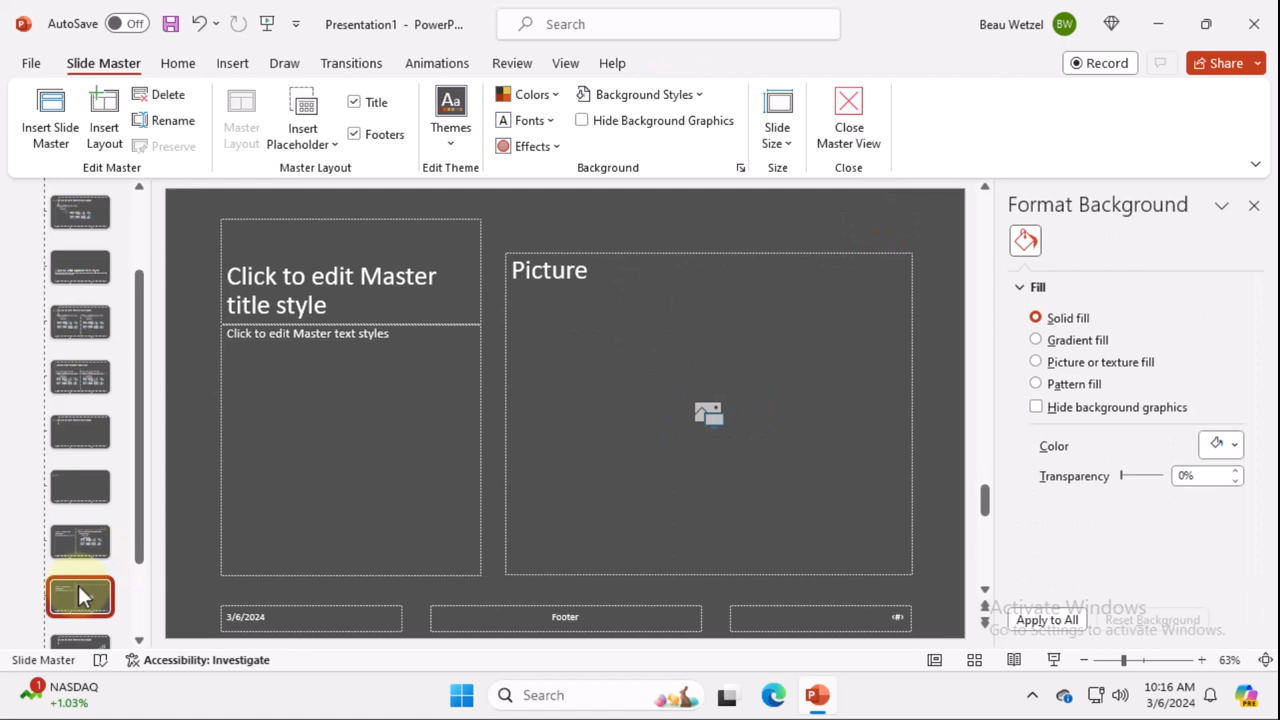 AutoSave Off Presentation1 - PowerP... Search Beau Wetzel BW
File Slide Master Home Insert Draw Transitions Animations Review View Help Record Share
Insert Slide Master
Insert Layout
Delete
Rename
Preserve
Edit Master
Master Layout
Insert Placeholder
Title
Footers
Master Layout
Aa
Themes
Edit Theme
Colors
Fonts
Effects
Background Styles
Hide Background Graphics
Background
Slide Size
Size
Close Master View
Close
Click to edit Master
title style
Click to edit Master text styles
Picture
3/6/2024 Footer ‹#›
Format Background
Fill
Solid fill
Gradient fill
Picture or texture fill
Pattern fill
Hide background graphics
Color
Transparency 0%
Activate Windows
Go to Settings to activate Windows.
Apply to All Reset Background
Slide Master Accessibility: Investigate 63%
1 NASDAQ
+1.03%
Search
PRE
10:16 AM
3/6/2024